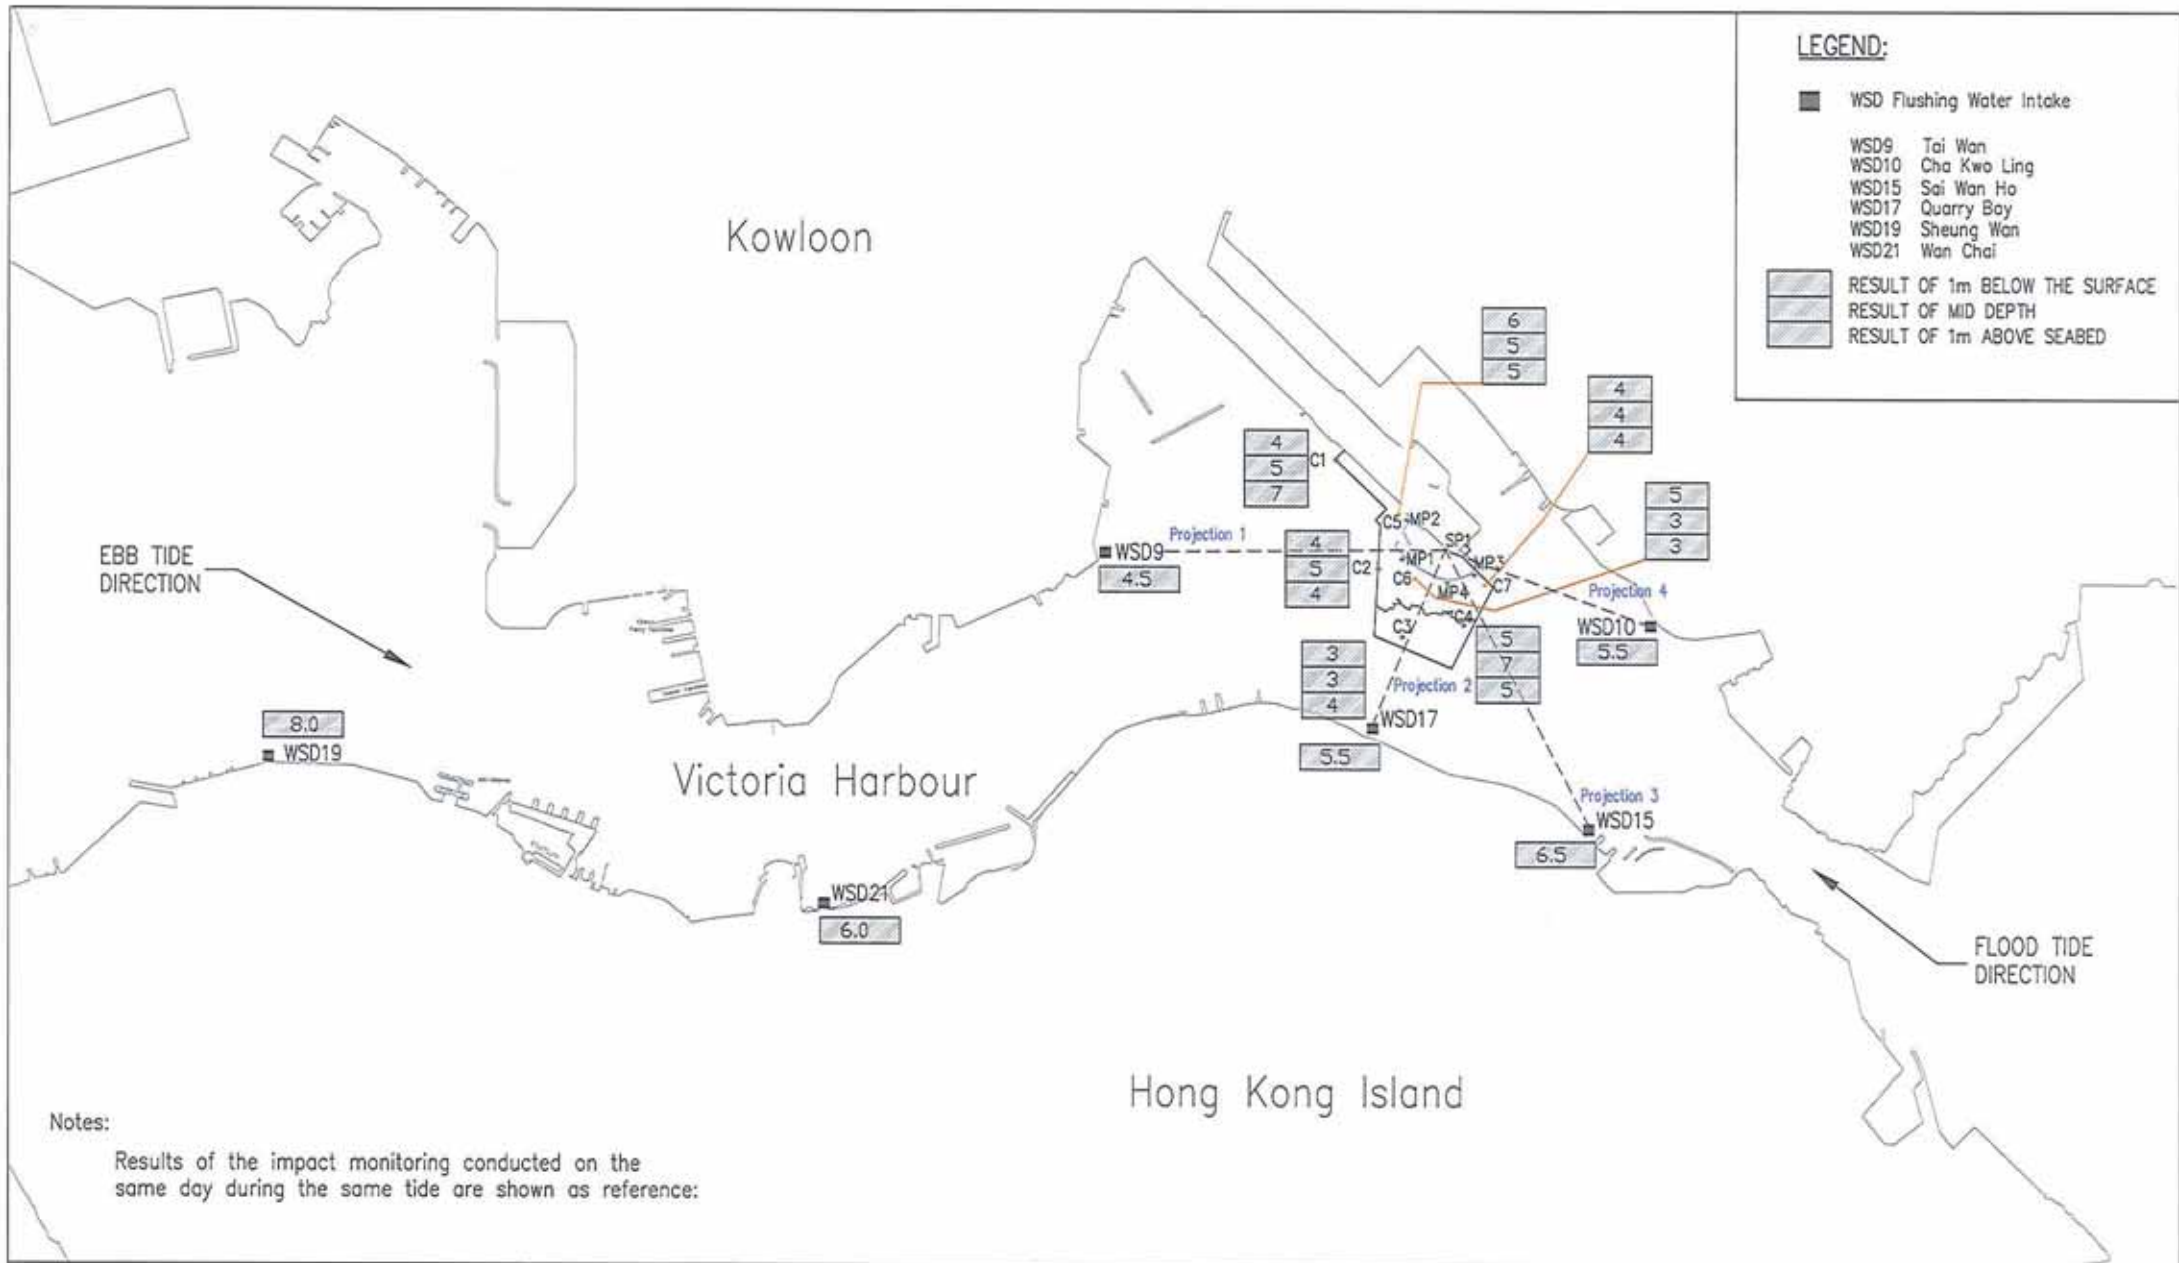 LEGEND:
WSD Flushing Water Intake
WSD9 Tai Wan
WSD10 Cha Kwo Ling
WSD15 Sai Wan Ho
WSD17 Quarry Bay
WSD19 Sheung Wan
WSD21 Wan Chai
RESULT OF 1m BELOW THE SURFACE
RESULT OF MID DEPTH
RESULT OF 1m ABOVE SEABED
Kowloon
6
5
5
4
4
4
4
5
7
C1
5
3
3
C5
MP2
Projection 1
SP1
WSD9
4.5
4
5
4
C2
MP1
MP3
C6
C7
MP4
Projection 4
C3
C4
WSD10
5.5
EBB TIDE
DIRECTION
3
3
4
5
7
5
Projection 2
WSD17
5.5
8.0
WSD19
Victoria Harbour
Projection 3
WSD15
6.5
WSD21
6.0
FLOOD TIDE
DIRECTION
Hong Kong Island
Notes:
Results of the impact monitoring conducted on the
same day during the same tide are shown as reference: